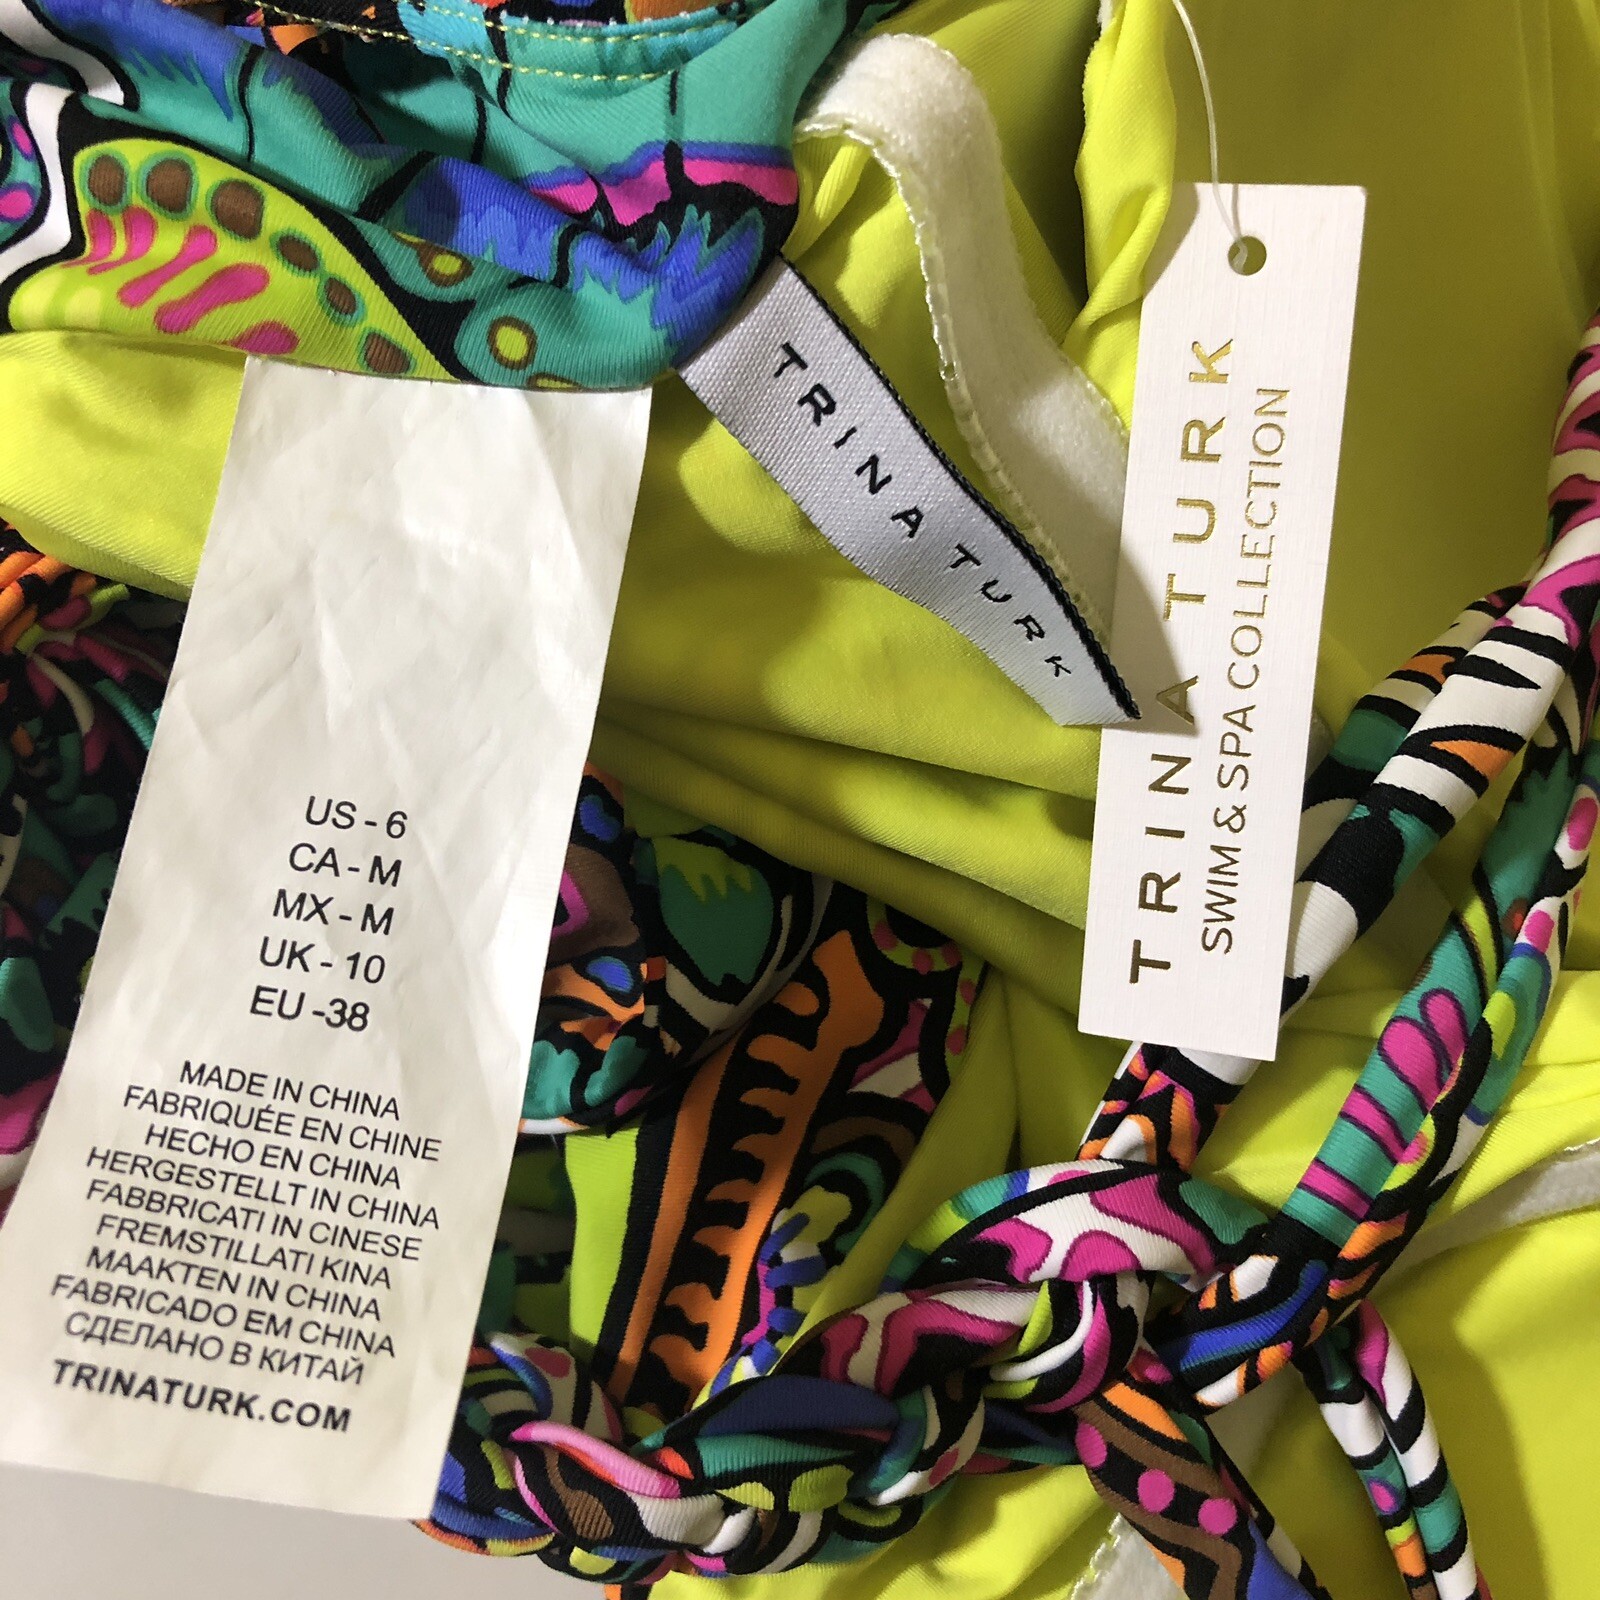 TRINA TURK
TRINA TURK
SWIM & SPA COLLECTION
US - 6
CA - M
MX - M
UK - 10
EU -38
MADE IN CHINA
FABRIQUÉE EN CHINE
HECHO EN CHINA
HERGESTELLT IN CHINA
FABBRICATI IN CINESE
FREMSTILLATI KINA
MAAKTEN IN CHINA
FABRICADO EM CHINA
СДЕЛАНО В КИТАЙ
TRINATURK.COM